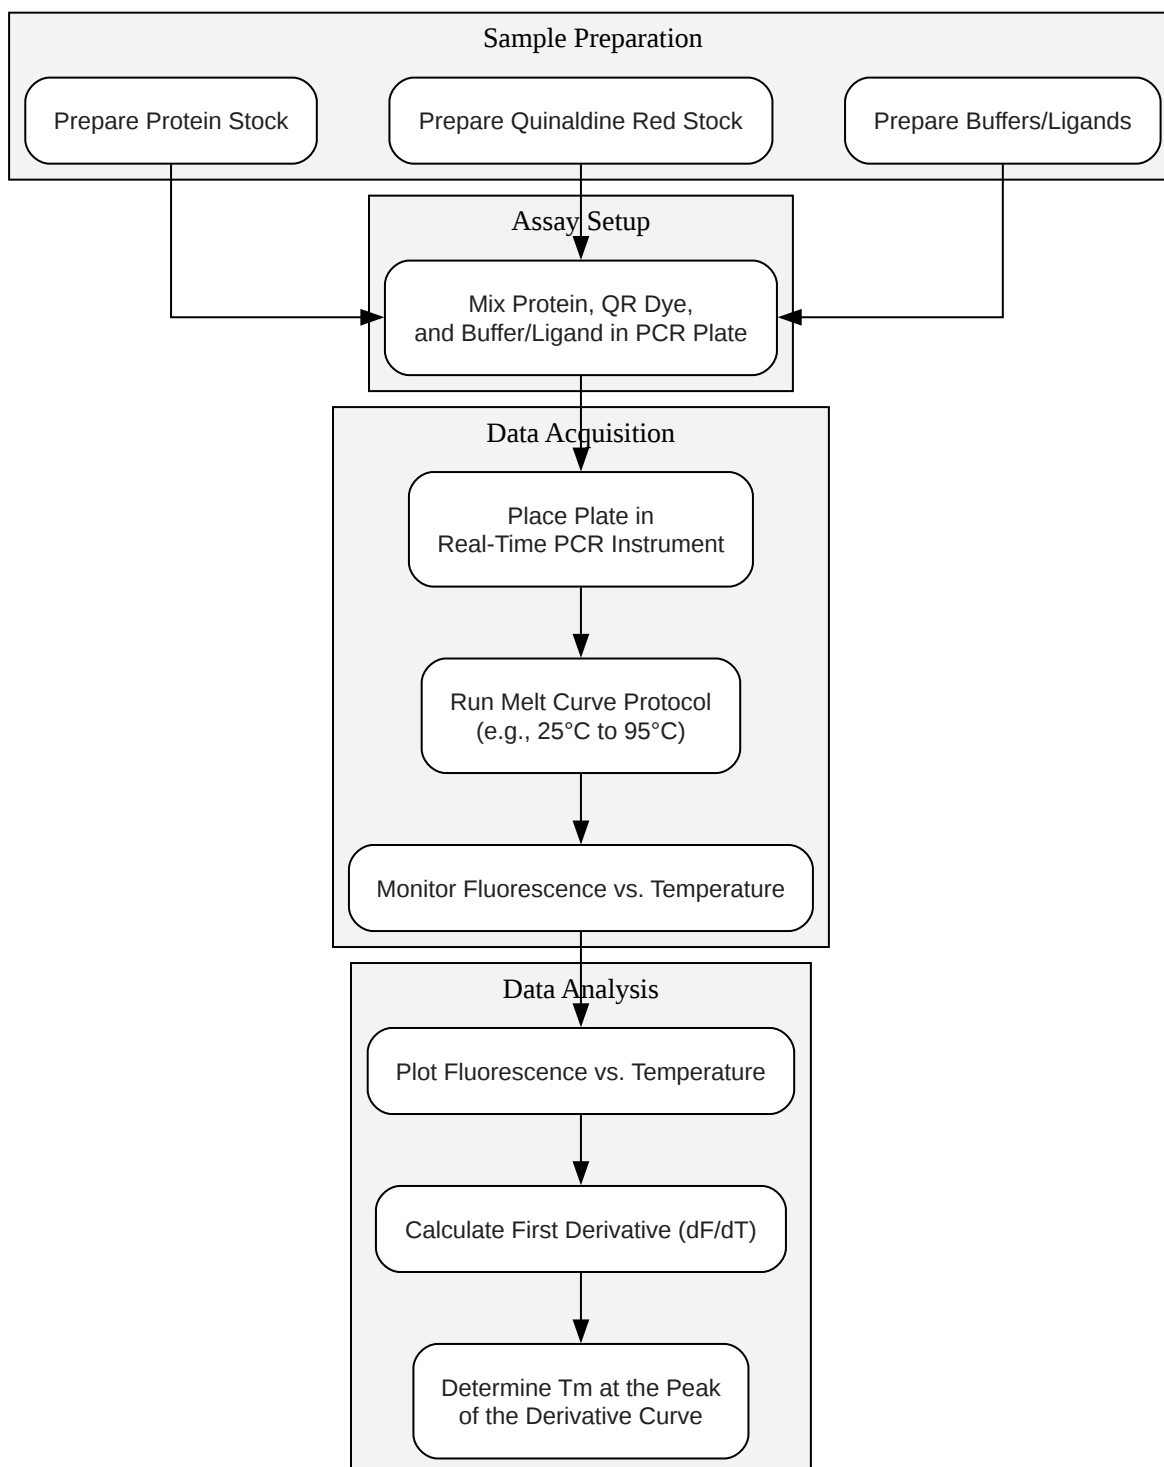 Sample Preparation
Prepare Protein Stock
Prepare Quinaldine Red Stock
Prepare Buffers/Ligands
Assay Setup
Mix Protein, QR Dye,
and Buffer/Ligand in PCR Plate
Data Acquisition
Place Plate in
Real-Time PCR Instrument
Run Melt Curve Protocol
(e.g., 25°C to 95°C)
Monitor Fluorescence vs. Temperature
Data Analysis
Plot Fluorescence vs. Temperature
Calculate First Derivative (dF/dT)
Determine Tm at the Peak
of the Derivative Curve